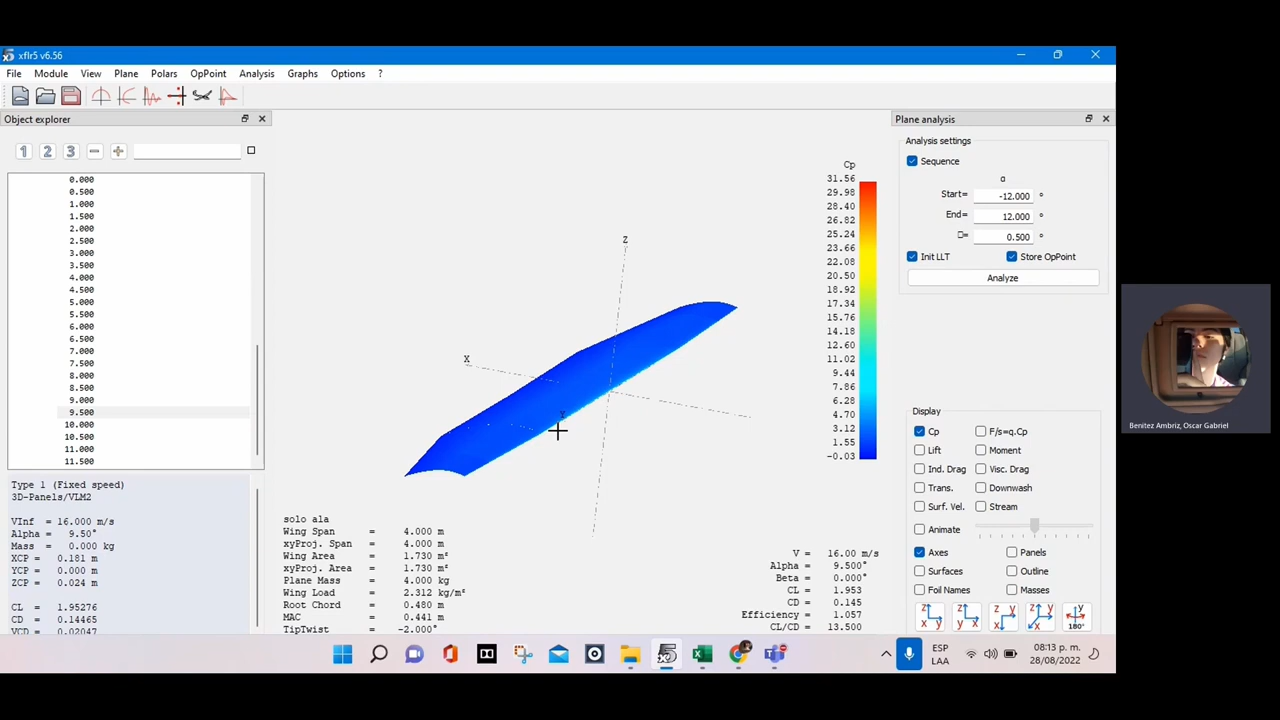 xflr5 v6.56
File Module View Plane Polars OpPoint Analysis Graphs Options ?
Object explorer
1 2 3
0.000
0.500
1.000
1.500
2.000
2.500
3.000
3.500
4.000
4.500
5.000
5.500
6.000
6.500
7.000
7.500
8.000
8.500
9.000
9.500
10.000
10.500
11.000
11.500
Type 1 (Fixed speed)
3D-Panels/VLM2
VInf = 16.000 m/s
Alpha = 9.50°
Mass = 0.000 kg
XCP = 0.181 m
YCP = 0.000 m
ZCP = 0.024 m
CL = 1.95276
CD = 0.14465
VCD = 0.02047
Z
X
Y
solo ala
Wing Span = 4.000 m
xyProj. Span = 4.000 m
Wing Area = 1.730 m²
xyProj. Area = 1.730 m²
Plane Mass = 4.000 kg
Wing Load = 2.312 kg/m²
Root Chord = 0.480 m
MAC = 0.441 m
TipTwist = -2.000°
Cp
31.56
29.98
28.40
26.82
25.24
23.66
22.08
20.50
18.92
17.34
15.76
14.18
12.60
11.02
9.44
7.86
6.28
4.70
3.12
1.55
-0.03
V = 16.00 m/s
Alpha = 9.500°
Beta = 0.000°
CL = 1.953
CD = 0.145
Efficiency = 1.057
CL/CD = 13.500
Plane analysis
Analysis settings
Sequence
α
Start= -12.000 °
End= 12.000 °
□= 0.500 °
Init LLT Store OpPoint
Analyze
Display
Cp F/s=q.Cp
Lift Moment
Ind. Drag Visc. Drag
Trans. Downwash
Surf. Vel. Stream
Animate
Axes Panels
Surfaces Outline
Foil Names Masses
Z X Y
Z Y X
Z Y X
Z Y X
Y 180°
Benitez Ambriz, Oscar Gabriel
ESP
LAA
08:13 p. m.
28/08/2022